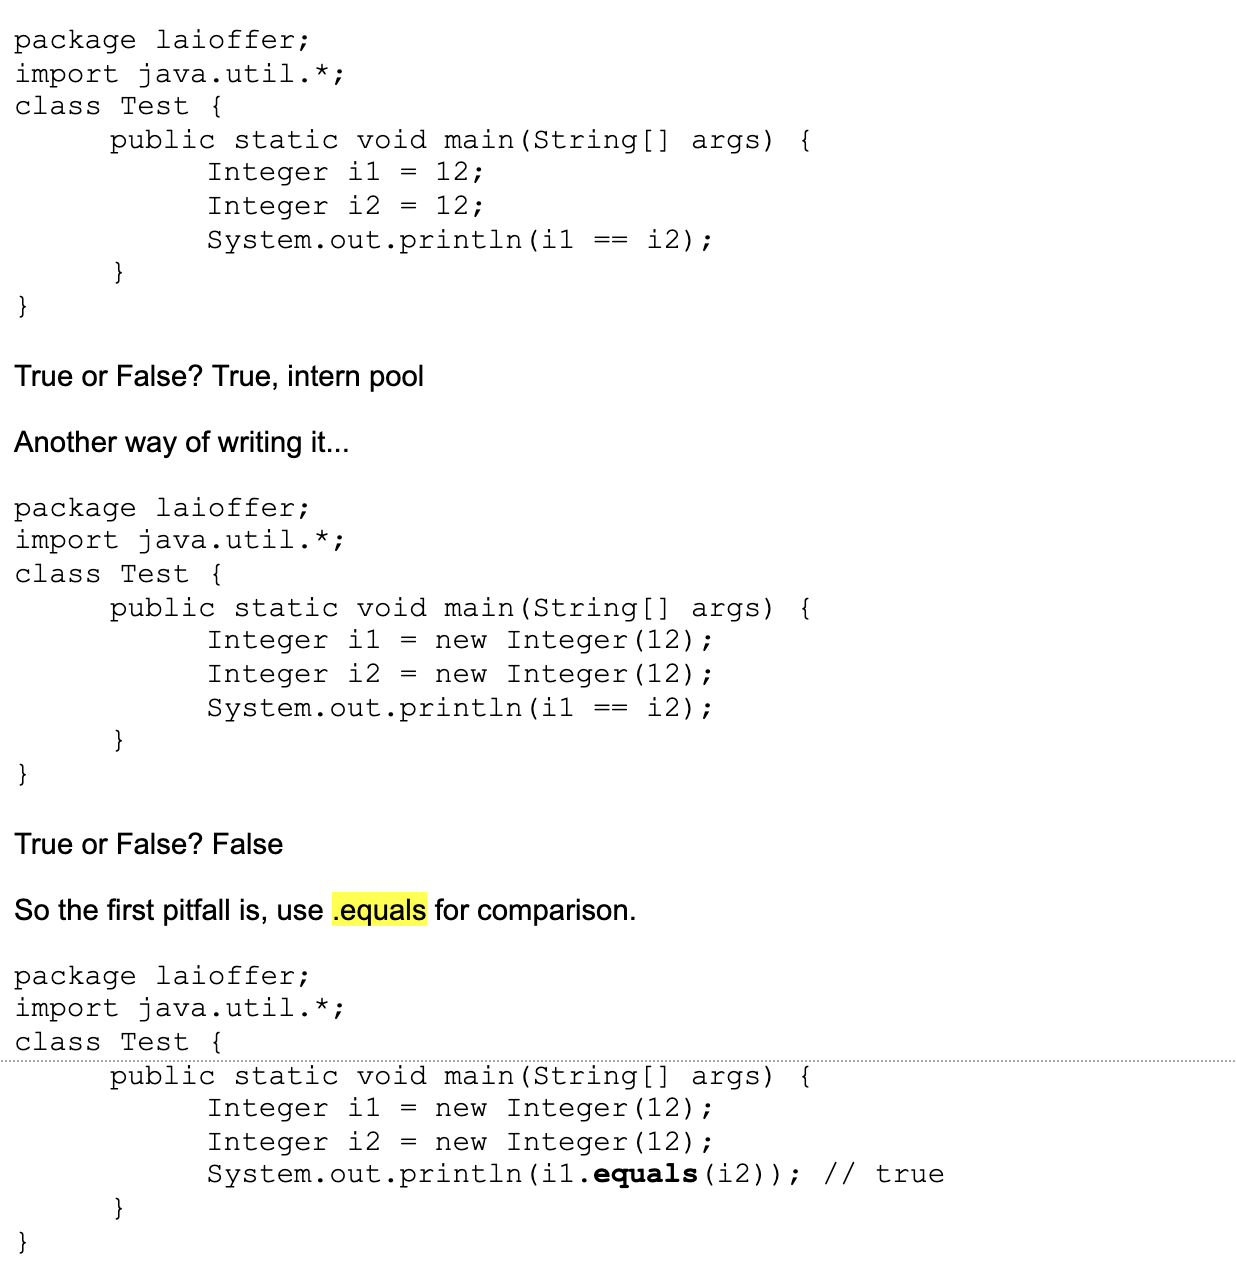 package laioffer;
import java.util.*;
class Test {
public static void main(String[] args) {
Integer i1 = 12;
Integer i2 = 12;
System.out.println(i1 == i2);
}
}
True or False? True, intern pool
Another way of writing it...
package laioffer;
import java.util.*;
class Test {
public static void main(String[] args) {
Integer i1 = new Integer(12);
Integer i2 = new Integer(12);
System.out.println(i1 == i2);
}
}
True or False? False
So the first pitfall is, use .equals for comparison.
package laioffer;
import java.util.*;
class Test {
public static void main(String[] args) {
Integer i1 = new Integer(12);
Integer i2 = new Integer(12);
System.out.println(i1.equals(i2)); // true
}
}